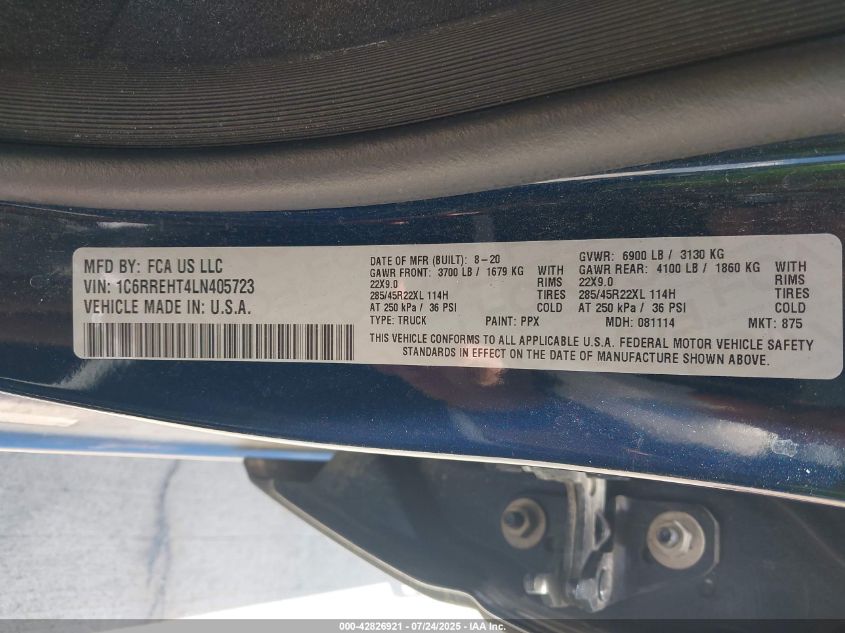 MFD BY: FCA US LLC
VIN: 1C6RREHT4LN405723
VEHICLE MADE IN: U.S.A.
DATE OF MFR (BUILT): 8-20 GVWR: 6900 LB / 3130 KG
GAWR FRONT: 3700 LB / 1679 KG WITH GAWR REAR: 4100 LB / 1860 KG WITH
22X9.0 RIMS 22X9.0 RIMS
285/45R22XL 114H TIRES 285/45R22XL 114H TIRES
AT 250 kPa / 36 PSI COLD AT 250 kPa / 36 PSI COLD
TYPE: TRUCK PAINT: PPX MDH: 081114 MKT: 875
THIS VEHICLE CONFORMS TO ALL APPLICABLE U.S.A. FEDERAL MOTOR VEHICLE SAFETY
STANDARDS IN EFFECT ON THE DATE OF MANUFACTURE SHOWN ABOVE.
000-42826921 - 07/24/2025 - IAA Inc.